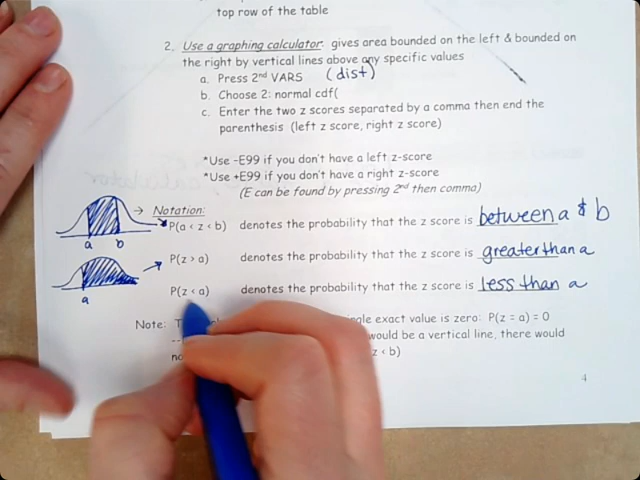 top row of the table
2. Use a graphing calculator: gives area bounded on the left & bounded on
the right by vertical lines above any specific values
a. Press 2nd VARS (dist)
b. Choose 2: normal cdf(
c. Enter the two z scores separated by a comma then end the
parenthesis (left z score, right z score)
*Use -E99 if you don't have a left z-score
*Use +E99 if you don't have a right z-score
(E can be found by pressing 2nd then comma)
Notation:
P(a < z < b) denotes the probability that the z score is between a & b
a b
P(z > a) denotes the probability that the z score is greater than a
a
P(z < a) denotes the probability that the z score is less than a
Note: exact value is zero: P(z = a) = 0
would be a vertical line, there would
z < b)
4